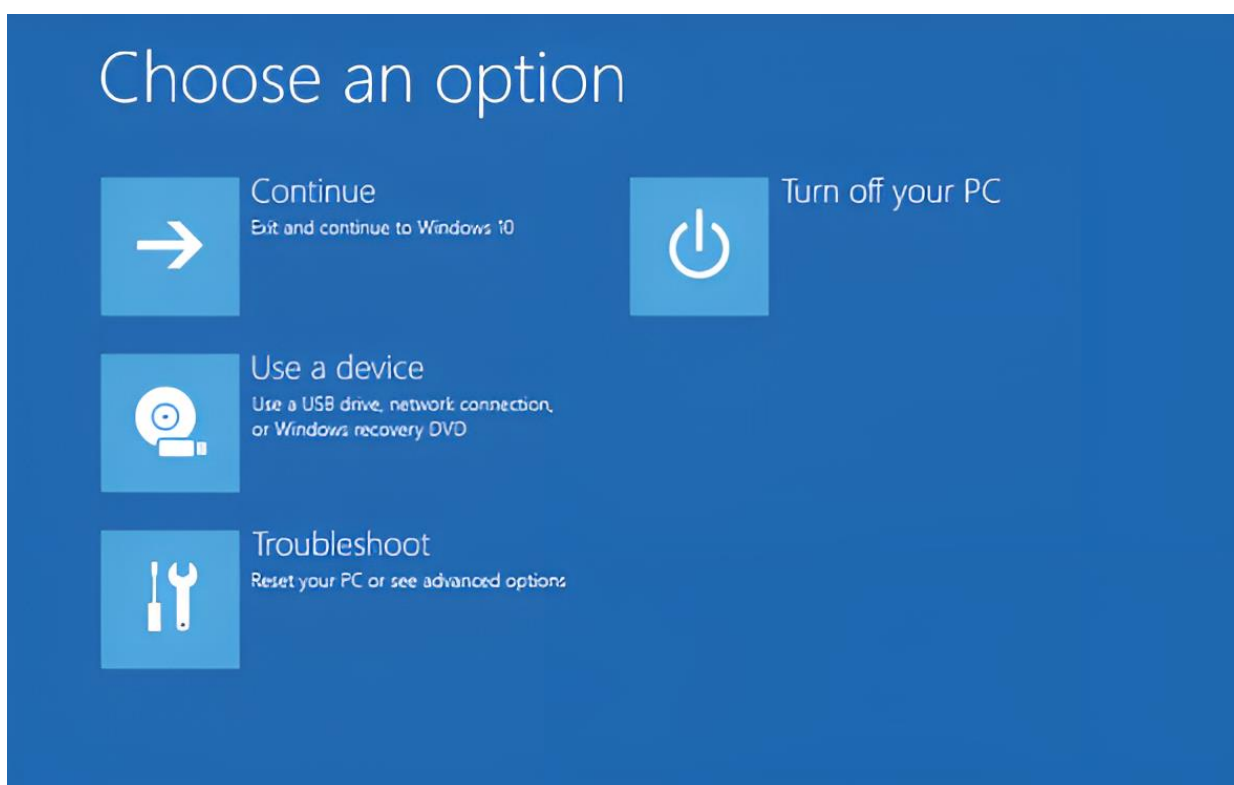 Choose an option
Continue
Exit and continue to Windows 10
Turn off your PC
Use a device
Use a USB drive, network connection,
or Windows recovery DVD
Troubleshoot
Reset your PC or see advanced options